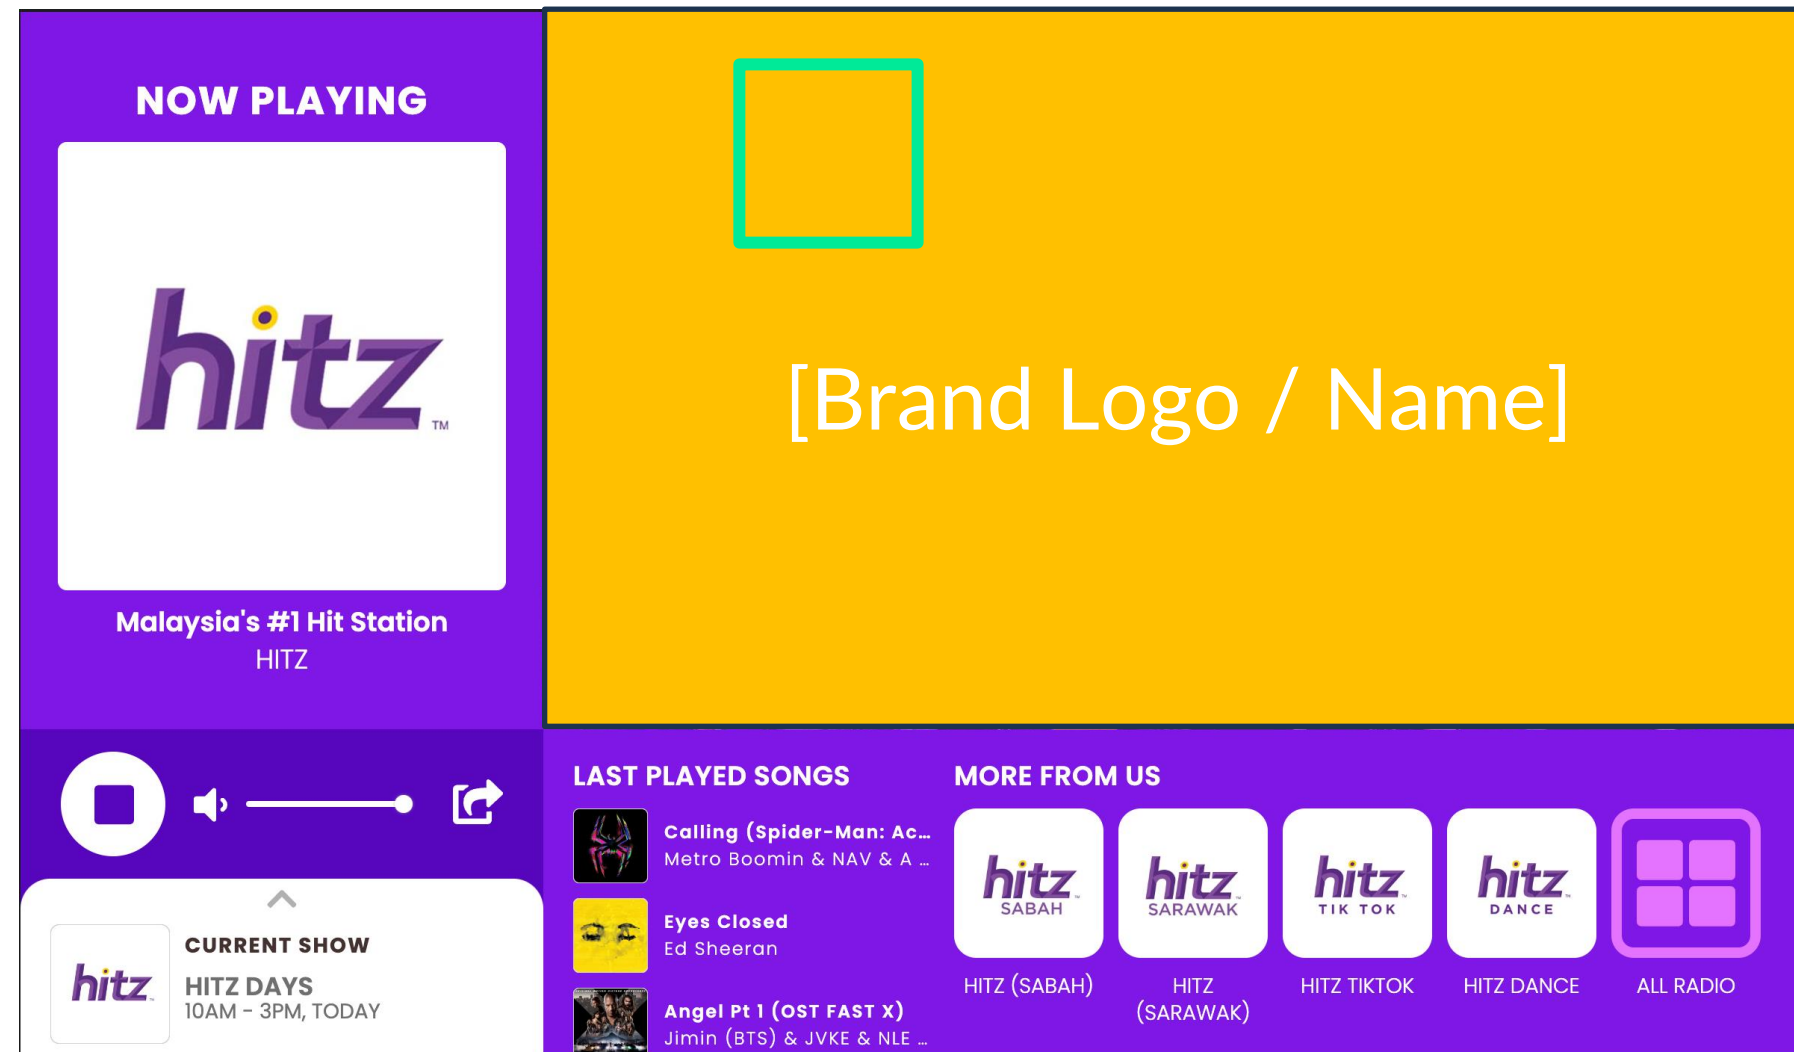 NOW PLAYING
hitz
TM
Malaysia's #1 Hit Station
HITZ
[Brand Logo / Name]
CURRENT SHOW
hitz
HITZ DAYS
10AM - 3PM, TODAY
LAST PLAYED SONGS
Calling (Spider-Man: Ac...
Metro Boomin & NAV & A ...
Eyes Closed
Ed Sheeran
Angel Pt 1 (OST FAST X)
Jimin (BTS) & JVKE & NLE ...
MORE FROM US
hitz
SABAH
HITZ (SABAH)
hitz
SARAWAK
HITZ
(SARAWAK)
hitz
TIK TOK
HITZ TIKTOK
hitz
DANCE
HITZ DANCE
ALL RADIO